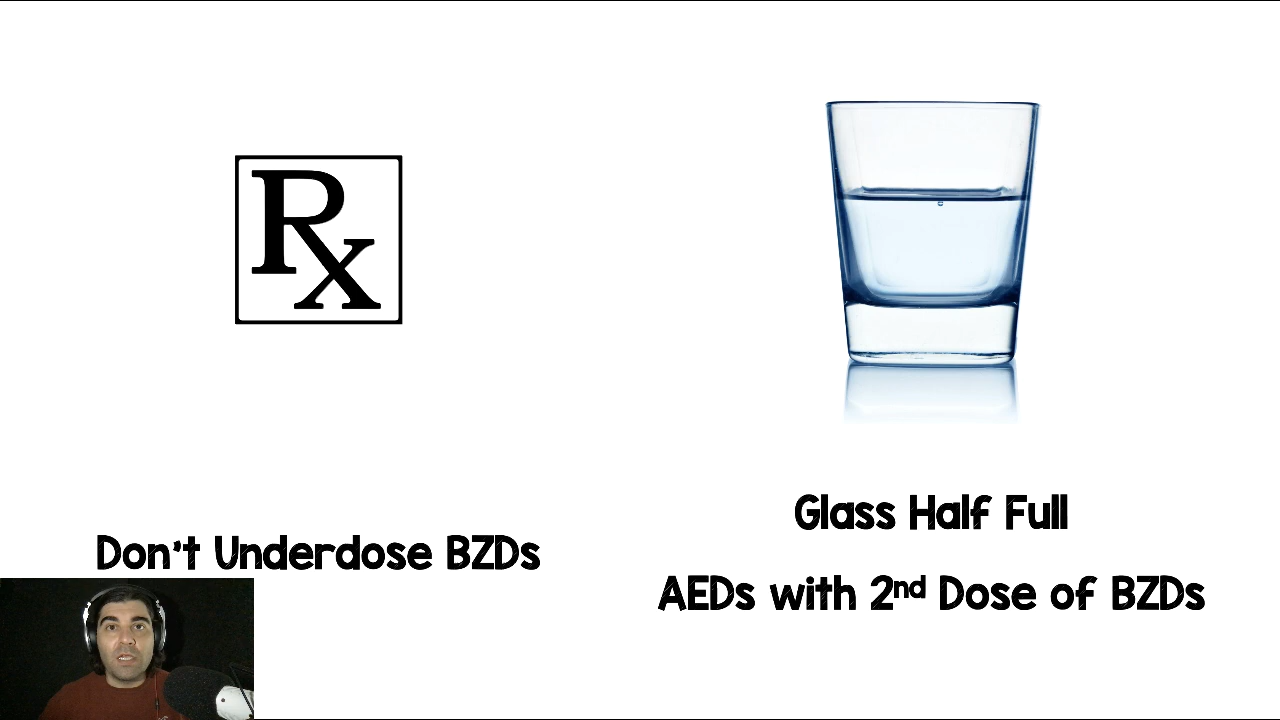 Rx
Don't Underdose BZDs
Glass Half Full
AEDs with 2nd Dose of BZDs